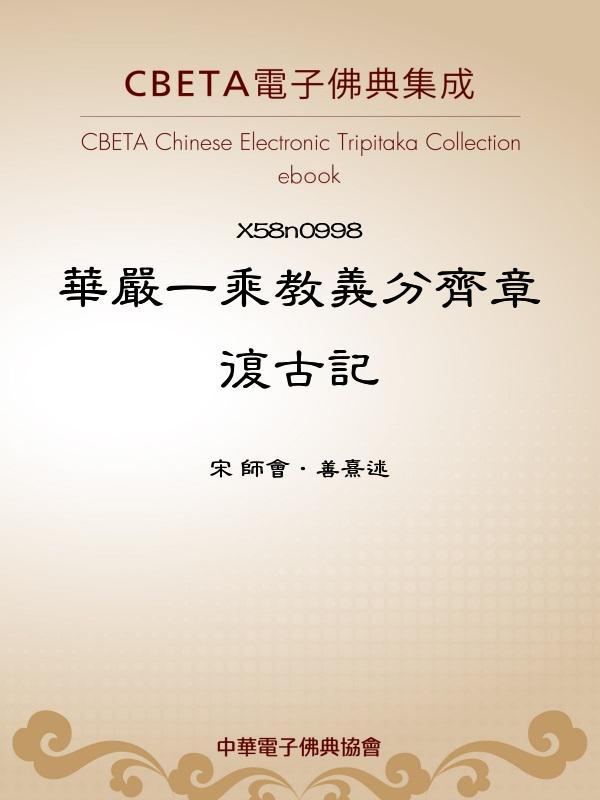 CBETA電子佛典集成
CBETA Chinese Electronic Tripitaka Collection
ebook
X58n0998
華嚴一乘教義分齊章
復古記
宋 師會．善熹述
中華電子佛典協會